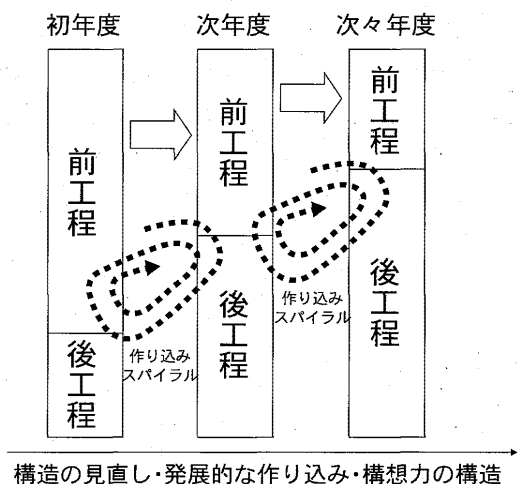 初年度
次年度
次々年度
前工程
後工程
前工程
後工程
前工程
後工程
作り込み
スパイラル
作り込み
スパイラル
構造の見直し・発展的な作り込み・構想力の構造